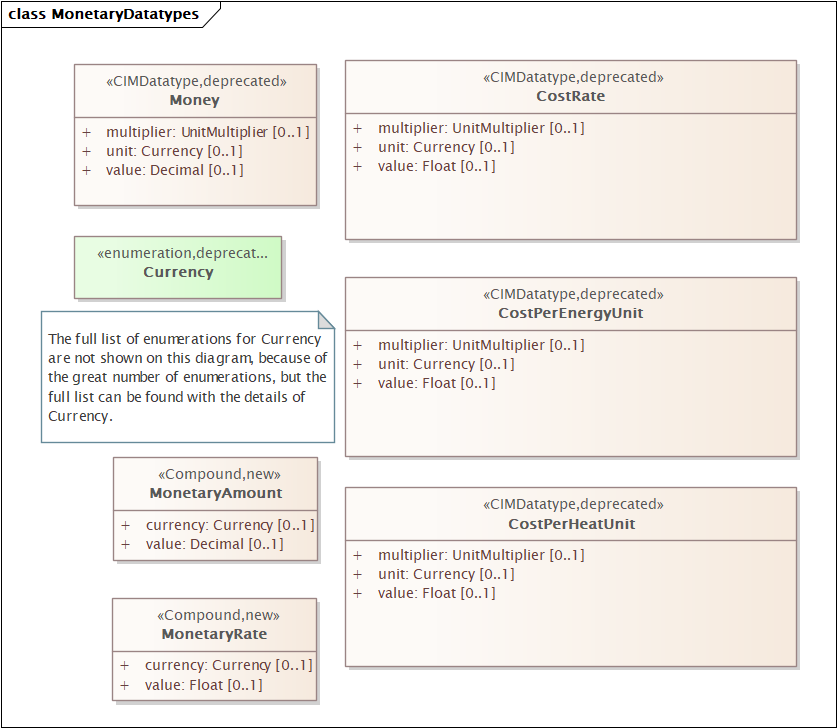 class MonetaryDatatypes
«CIMDatatype,deprecated»
Money
+ multiplier: UnitMultiplier [0..1]
+ unit: Currency [0..1]
+ value: Decimal [0..1]
«CIMDatatype,deprecated»
CostRate
+ multiplier: UnitMultiplier [0..1]
+ unit: Currency [0..1]
+ value: Float [0..1]
«enumeration,deprecat...
Currency
The full list of enumerations for Currency
are not shown on this diagram, because of
the great number of enumerations, but the
full list can be found with the details of
Currency.
«CIMDatatype,deprecated»
CostPerEnergyUnit
+ multiplier: UnitMultiplier [0..1]
+ unit: Currency [0..1]
+ value: Float [0..1]
«Compound,new»
MonetaryAmount
+ currency: Currency [0..1]
+ value: Decimal [0..1]
«CIMDatatype,deprecated»
CostPerHeatUnit
+ multiplier: UnitMultiplier [0..1]
+ unit: Currency [0..1]
+ value: Float [0..1]
«Compound,new»
MonetaryRate
+ currency: Currency [0..1]
+ value: Float [0..1]